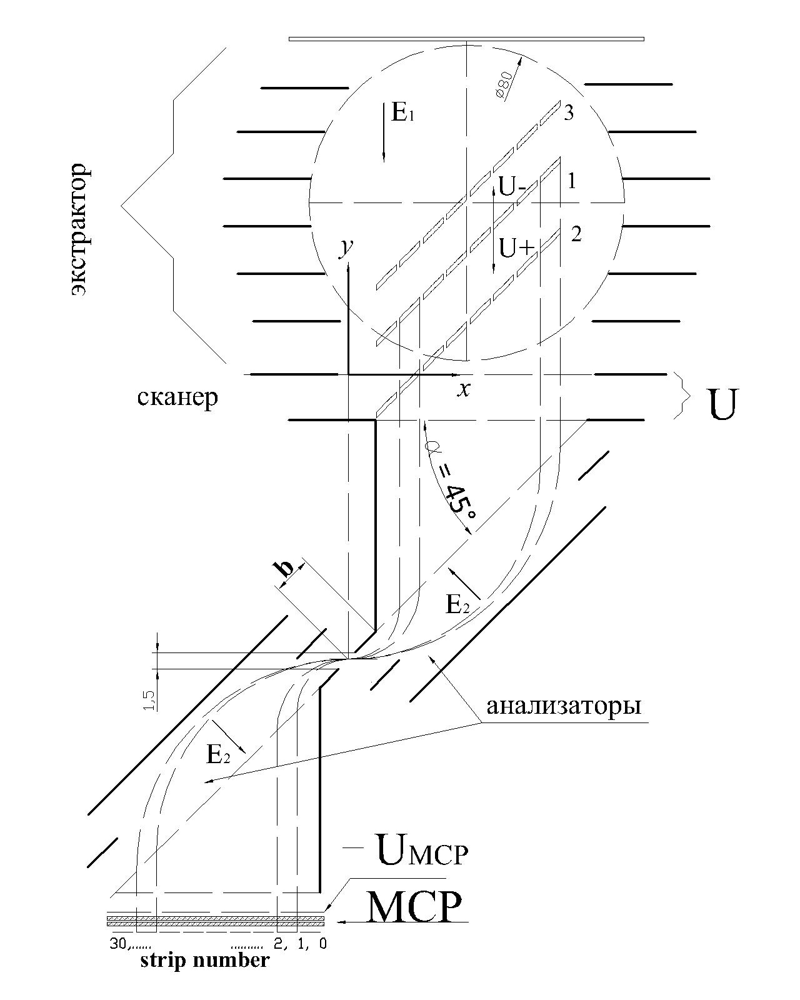 ø80
E1
3
экстрактор
U-
1
U+
2
y
x
сканер
U
α = 45°
b
E2
1,5
анализаторы
E2
– UMCP
MCP
30,...... .......... 2, 1, 0
strip number